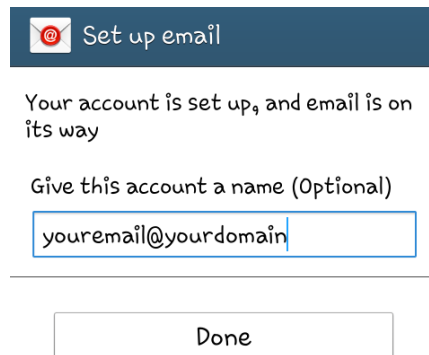 Set up email
Your account is set up, and email is on
its way
Give this account a name (Optional)
youremail@yourdomain
Done